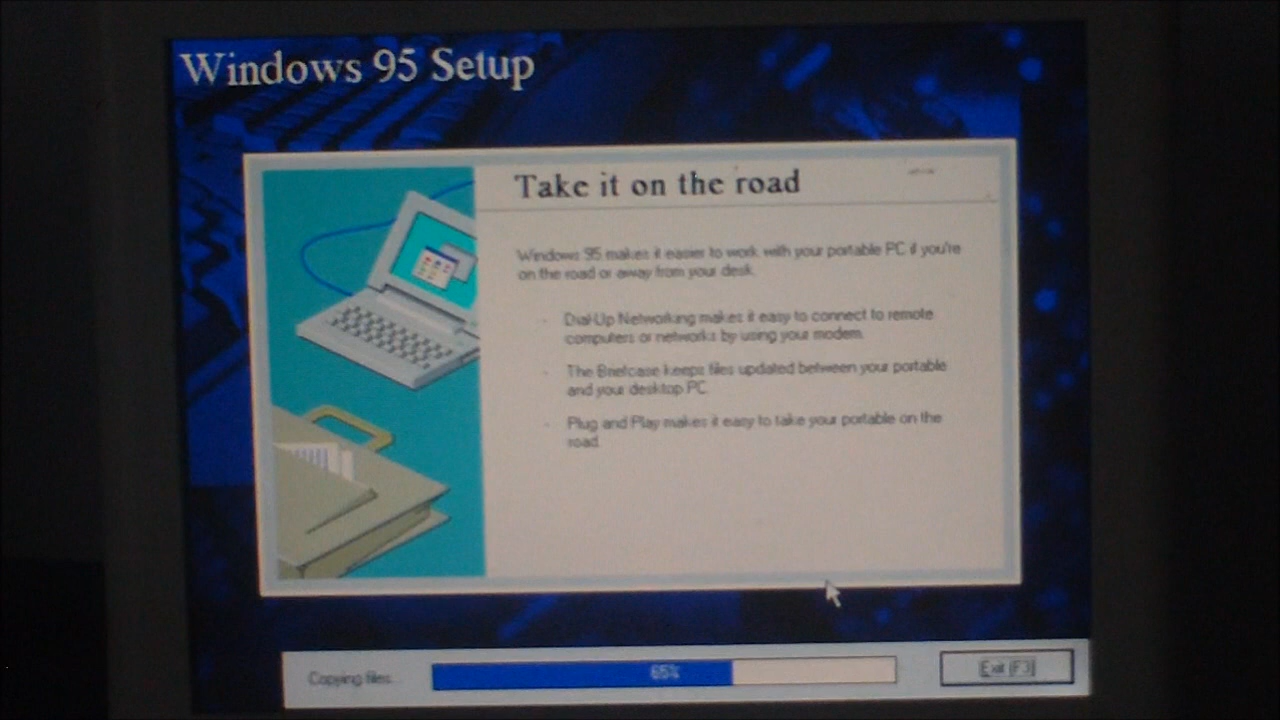 Windows 95 Setup
Take it on the road
Windows 95 makes it easier to work with your portable PC if you're
on the road or away from your desk.
Dial-Up Networking makes it easy to connect to remote
computers or networks by using your modem.
The Briefcase keeps files updated between your portable
and your desktop PC.
Plug and Play makes it easy to take your portable on the
road.
Copying files...
65%
Exit (F3)